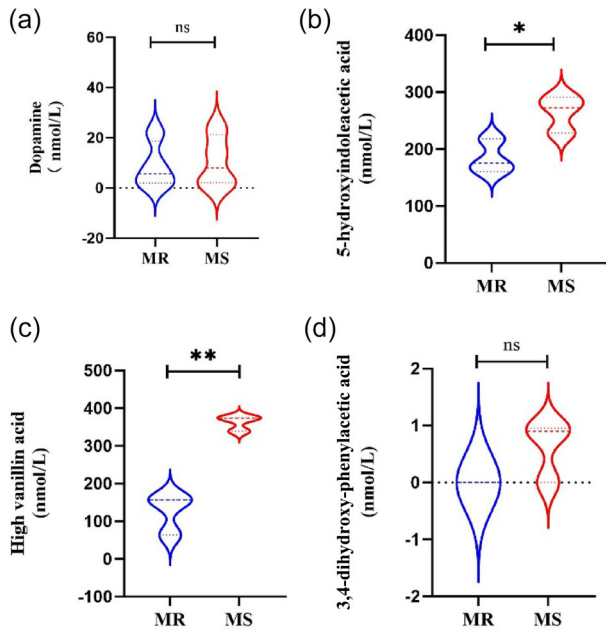 (a)
ns
60
40
20
0
-20
Dopamine
( nmol/L)
MR
MS
(b)
*
400
300
200
100
0
5-hydroxyindoleacetic acid
(nmol/L)
MR
MS
(c)
**
500
400
300
200
100
0
-100
High vanillin acid
(nmol/L)
MR
MS
(d)
ns
2
1
0
-1
-2
3,4-dihydroxy-phenylacetic acid
(nmol/L)
MR
MS